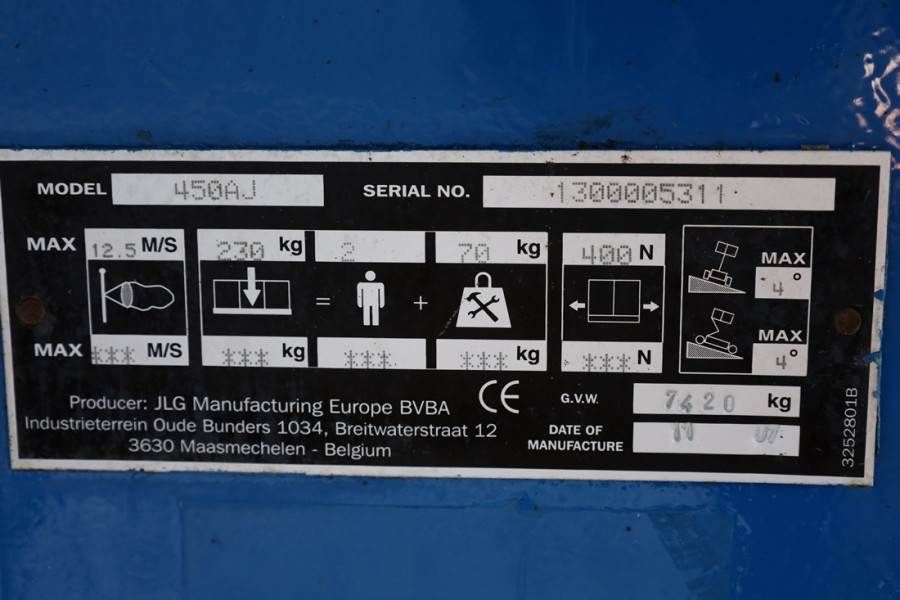 MODEL 450AJ SERIAL NO. 1300005311
MAX 12.5 M/S 230 kg 2 70 kg 400 N
MAX 4°
= +
MAX 4°
MAX *** M/S *** kg *** *** kg *** N
Producer: JLG Manufacturing Europe BVBA CE
Industrieterrein Oude Bunders 1034, Breitwaterstraat 12
3630 Maasmechelen - Belgium
G.V.W. 7420 kg
DATE OF MANUFACTURE 11 07
3252801B